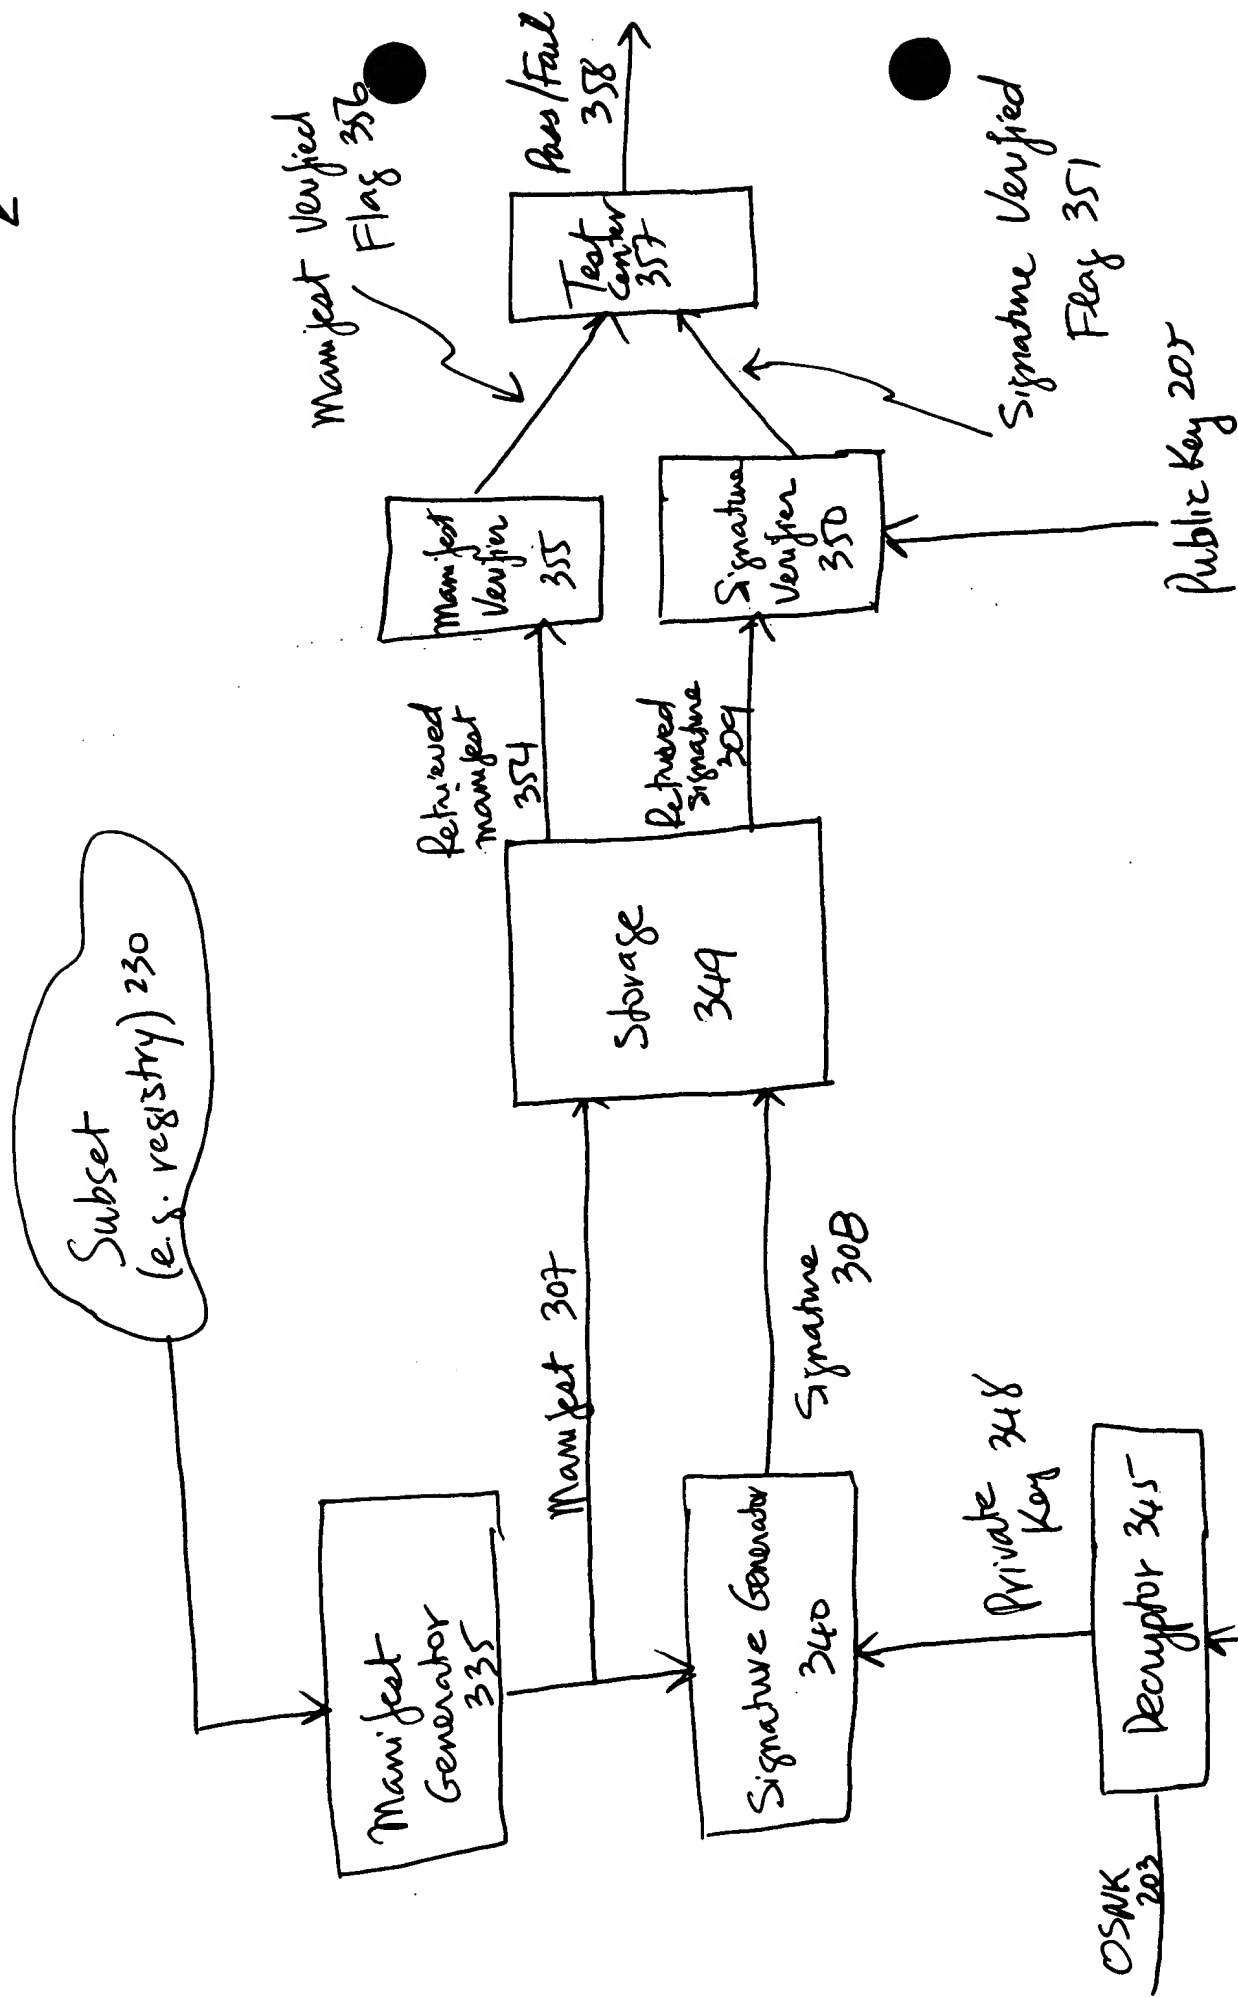 Subset
(e.g. registry) 230
Manifest
Generator
335
Manifest 307
Signature Generator
340
Signature
308
Private
Key 348
Decryptor 345
OSNK
203
Storage
349
Retrieved
manifest
354
Retrieved
signature
309
Manifest
Verifier
355
Signature
Verifier
350
Public Key 205
Manifest Verified
Flag 356
Signature Verified
Flag 351
Test
Center
357
Pass/Fail
358